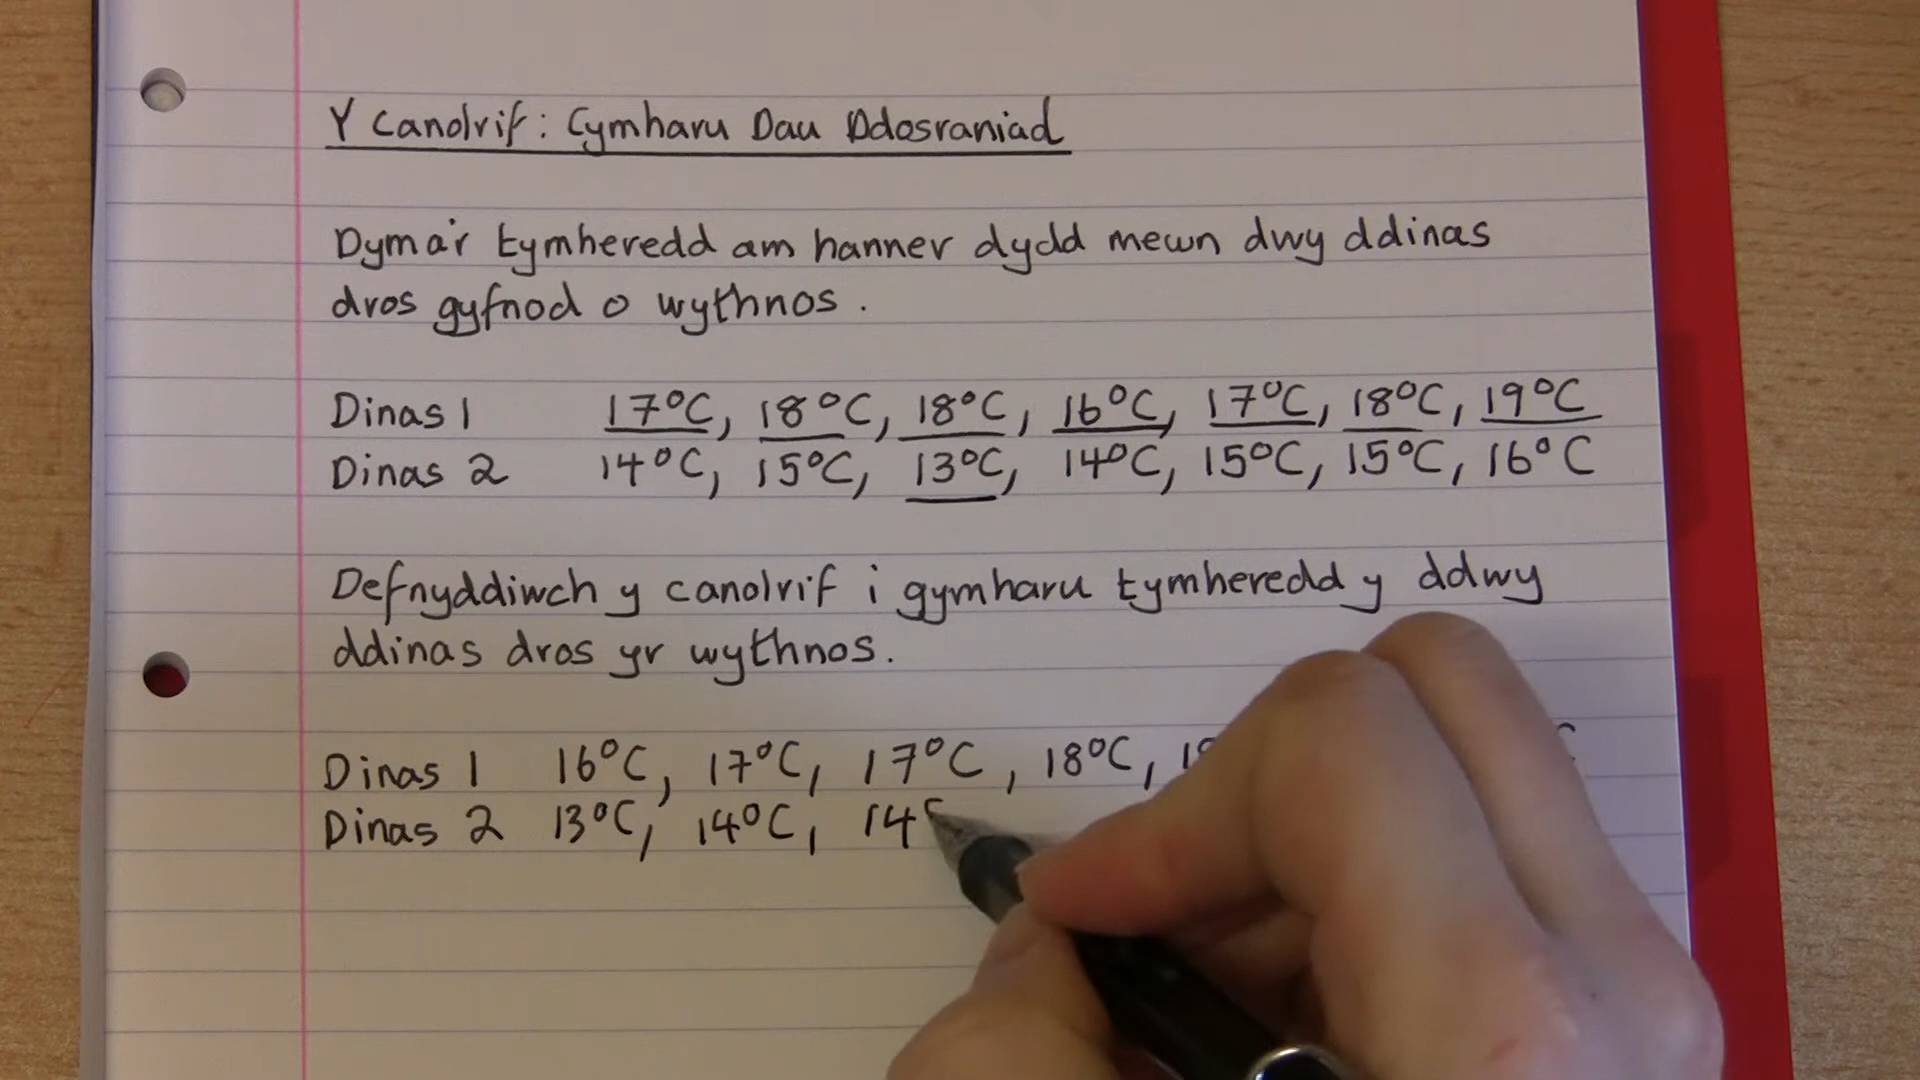 Y Canolrif: Cymharu Dau Ddosraniad
Dyma'r tymheredd am hanner dydd mewn dwy ddinas
dros gyfnod o wythnos.
Dinas 1 17°C, 18°C, 18°C, 16°C, 17°C, 18°C, 19°C
Dinas 2 14°C, 15°C, 13°C, 14°C, 15°C, 15°C, 16°C
Defnyddiwch y canolrif i gymharu tymheredd y ddwy
ddinas dros yr wythnos.
Dinas 1 16°C, 17°C, 17°C, 18°C,
Dinas 2 13°C, 14°C, 14